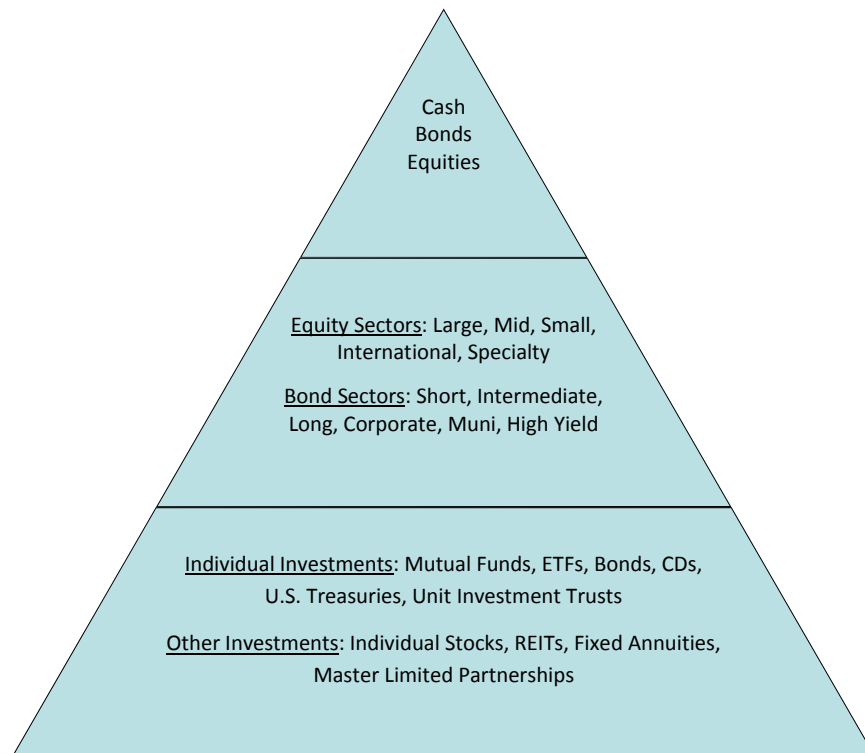 Cash
Bonds
Equities
Equity Sectors: Large, Mid, Small,
International, Specialty
Bond Sectors: Short, Intermediate,
Long, Corporate, Muni, High Yield
Individual Investments: Mutual Funds, ETFs, Bonds, CDs,
U.S. Treasuries, Unit Investment Trusts
Other Investments: Individual Stocks, REITs, Fixed Annuities,
Master Limited Partnerships